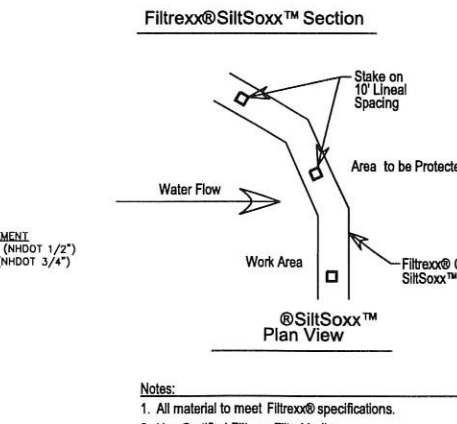 Filtrexx®SiltSoxx™ Section
Stake on
10' Lineal
Spacing
Area to be
Water Flow
MENT
(NHDOT 1/2")
(NHDOT 3/4")
Work Area
Filtrexx®
SiltSoxx™
®SiltSoxx™
Plan View
Notes:
1. All material to meet Filtrexx® specifications.